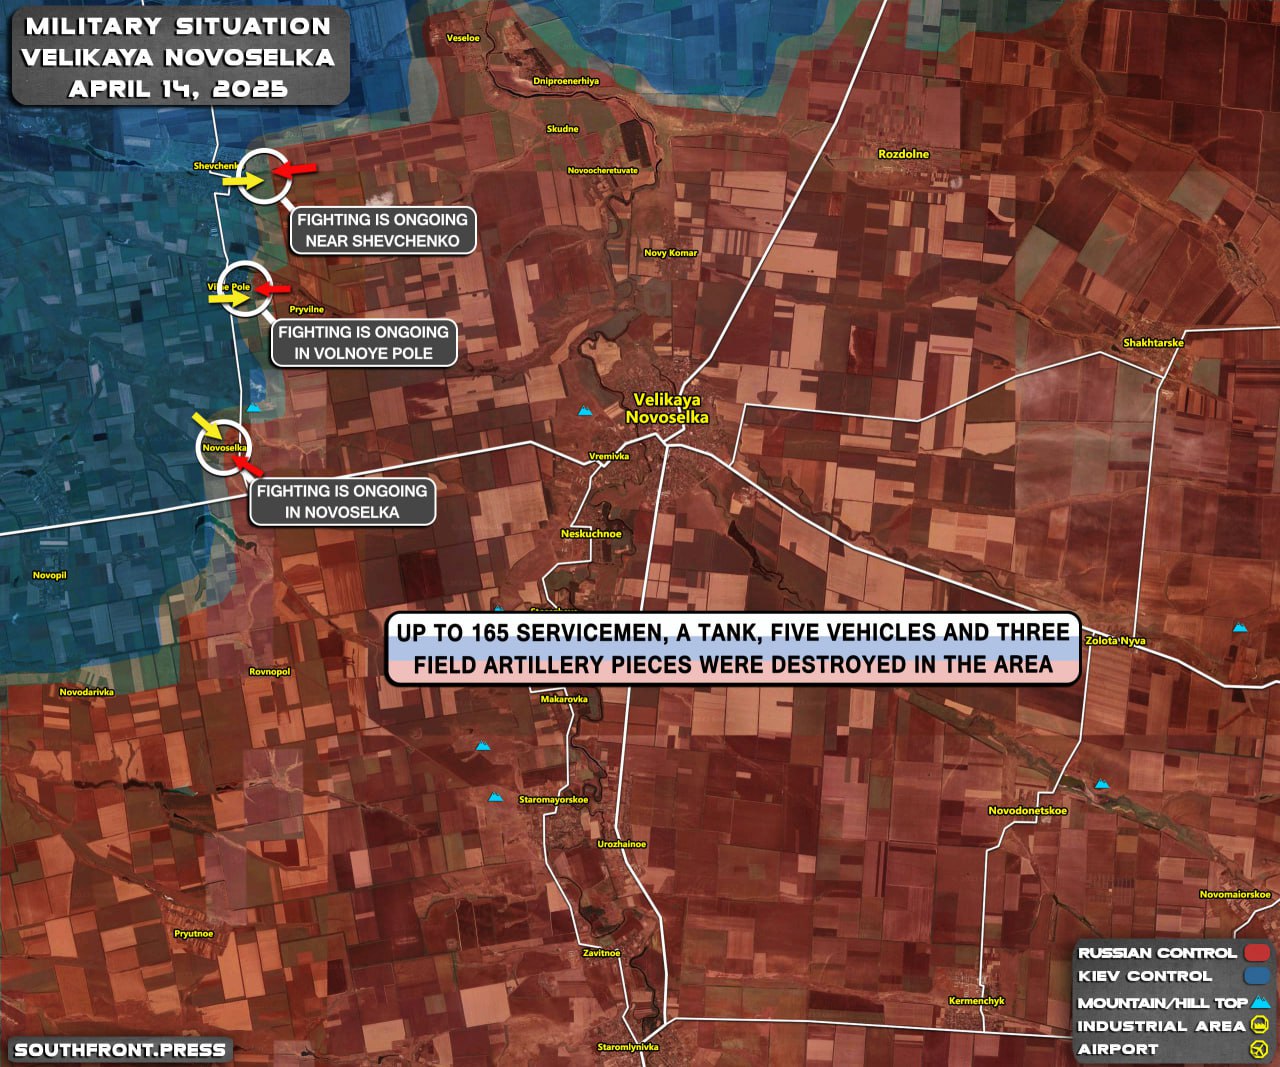 MILITARY SITUATION
VELIKAYA NOVOSELKA
APRIL 14, 2025
Veseloe
Dniproenerhiya
Skudne
Rozdolne
Shevchenk
Novoocheretuvate
FIGHTING IS ONGOING
NEAR SHEVCHENKO
Novy Komar
Pole
Pryvilne
FIGHTING IS ONGOING
IN VOLNOYE POLE
Shakhtarske
Velikaya
Novoselka
Novoselka
Vremivka
FIGHTING IS ONGOING
IN NOVOSELKA
Neskuchnoe
Novopil
UP TO 165 SERVICEMEN, A TANK, FIVE VEHICLES AND THREE
FIELD ARTILLERY PIECES WERE DESTROYED IN THE AREA
Zolota Nyva
Rovnopol
Novodarivka
Makarovka
Staromayorskoe
Novodonetskoe
Urozhainoe
Novomaiorskoe
Pryutnoe
Zavitnoe
Kermenchyk
Staromlynivka
RUSSIAN CONTROL
KIEV CONTROL
MOUNTAIN/HILL TOP
INDUSTRIAL AREA
AIRPORT
SOUTHFRONT.PRESS